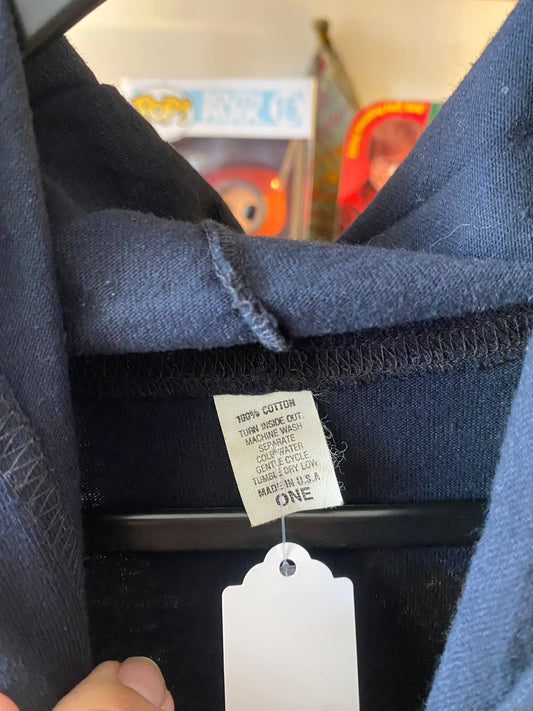 POP!
100% COTTON
TURN INSIDE OUT.
MACHINE WASH
SEPARATE
COLD WATER
GENTLE CYCLE.
TUMBLE DRY LOW.
MADE IN U.S.A
ONE